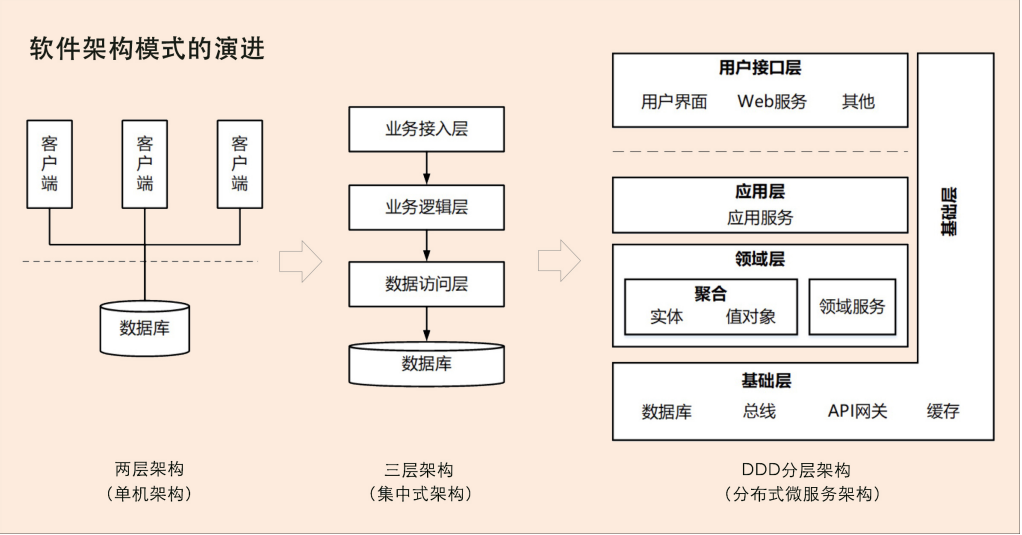 软件架构模式的演进
客户端
客户端
客户端
数据库
两层架构
（单机架构）
业务接入层
业务逻辑层
数据访问层
数据库
三层架构
（集中式架构）
用户接口层
用户界面 Web服务 其他
应用层
应用服务
领域层
聚合
实体 值对象
领域服务
基础层
基础层
数据库 总线 API网关 缓存
DDD分层架构
（分布式微服务架构）